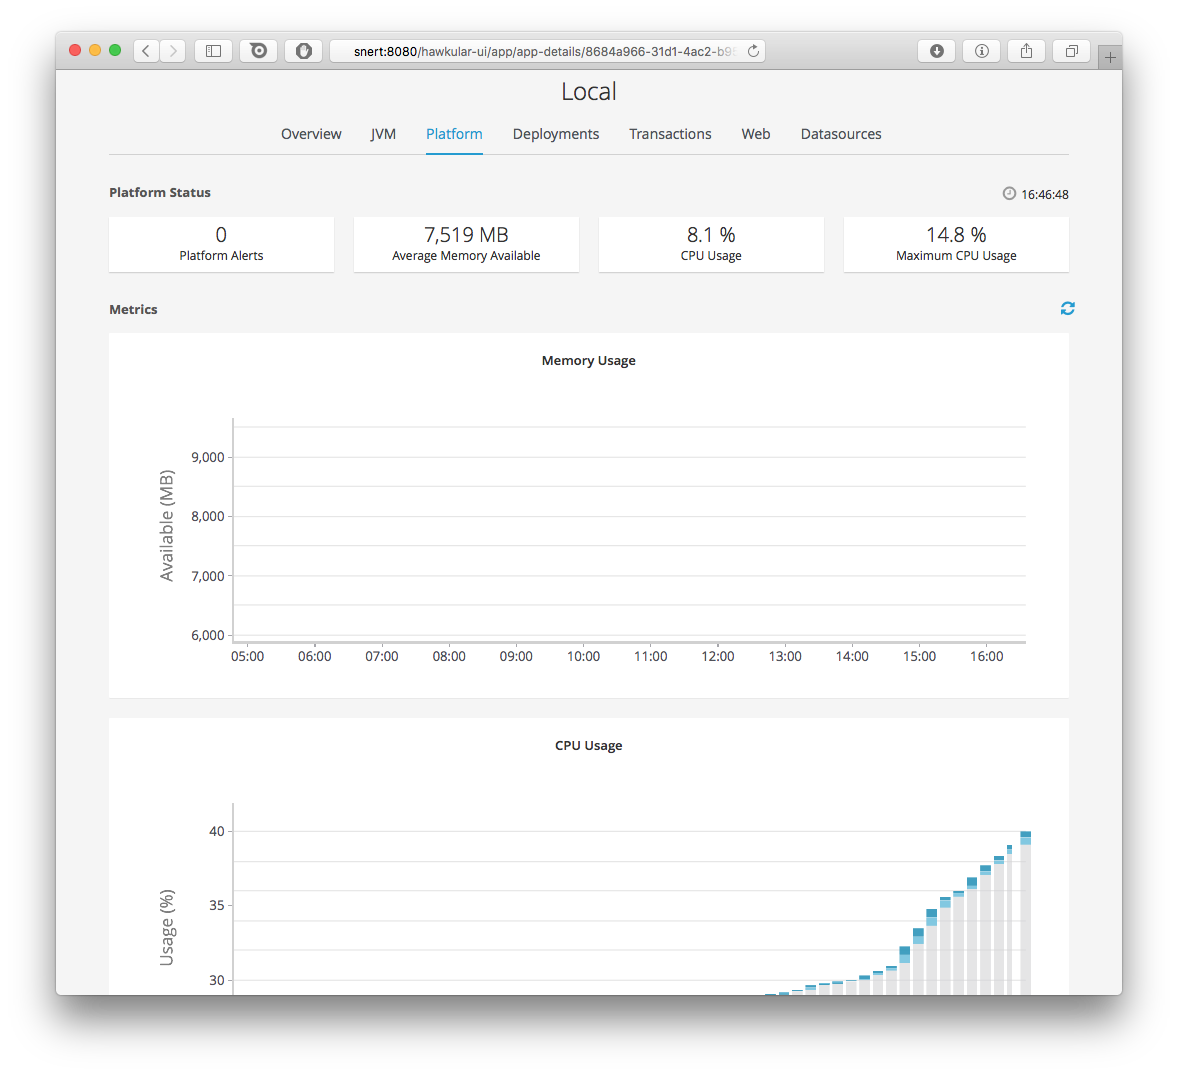 snert:8080/hawkular-ui/app/app-details/8684a966-31d1-4ac2-b95
Local
Overview JVM Platform Deployments Transactions Web Datasources
Platform Status 16:46:48
0 7,519 MB 8.1 % 14.8 %
Platform Alerts Average Memory Available CPU Usage Maximum CPU Usage
Metrics
Memory Usage
Available (MB)
9,000
8,000
7,000
6,000
05:00 06:00 07:00 08:00 09:00 10:00 11:00 12:00 13:00 14:00 15:00 16:00
CPU Usage
Usage (%)
40
35
30